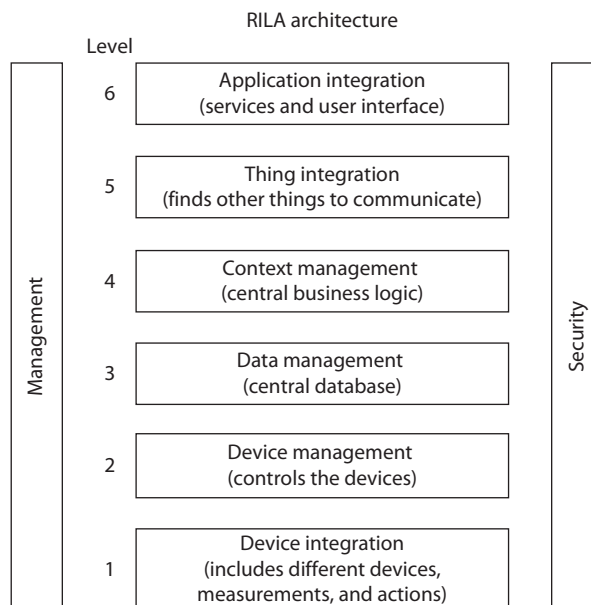 RILA architecture
Level
6
Application integration
(services and user interface)
5
Thing integration
(finds other things to communicate)
4
Context management
(central business logic)
3
Data management
(central database)
2
Device management
(controls the devices)
1
Device integration
(includes different devices,
measurements, and actions)
Management
Security